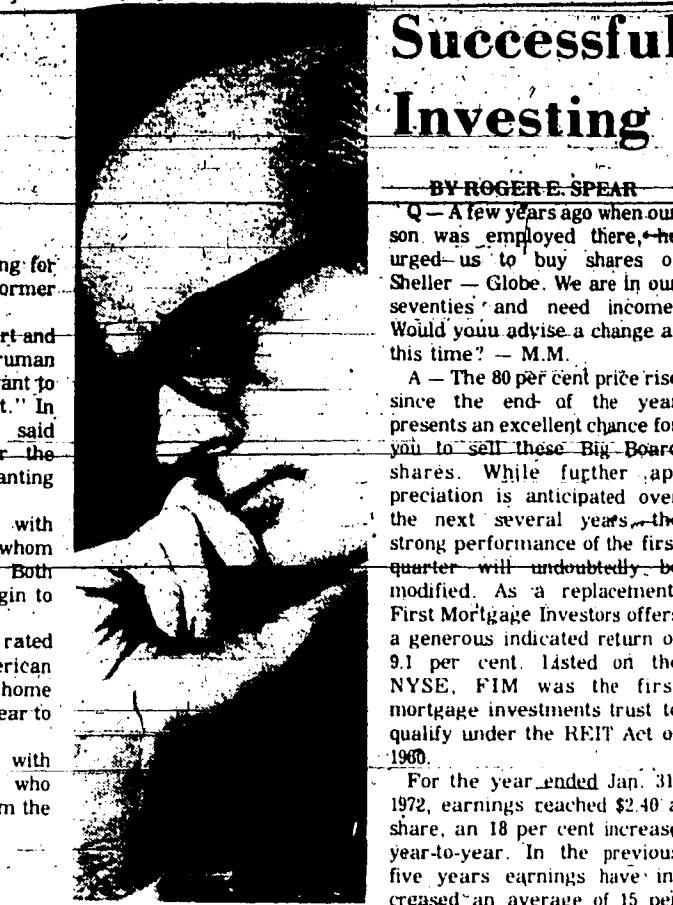 ng for
ormer
rt and
ruman
ant to
t." In
said
r the
anting
with
whom
Both
gin to
rated
erican
home
ear to
with
who
m the
Successful
Investing
BY ROGER E. SPEAR
Q — A few years ago when our
son was employed there, he
urged us to buy shares o
Sheller — Globe. We are in our
seventies and need income
Would youu advise a change a
this time? — M.M.
A — The 80 per cent price rise
since the end of the year
presents an excellent chance for
you to sell these Big Board
shares. While further ap
preciation is anticipated over
the next several years, the
strong performance of the firs
quarter will undoubtedly be
modified. As a replacement
First Mortgage Investors offers
a generous indicated return o
9.1 per cent. Listed on the
NYSE, FIM was the firs
mortgage investments trust to
qualify under the REIT Act o
1960.
For the year ended Jan. 31
1972, earnings reached $2.40 a
share, an 18 per cent increase
year-to-year. In the previous
five years earnings have in
creased an average of 15 per